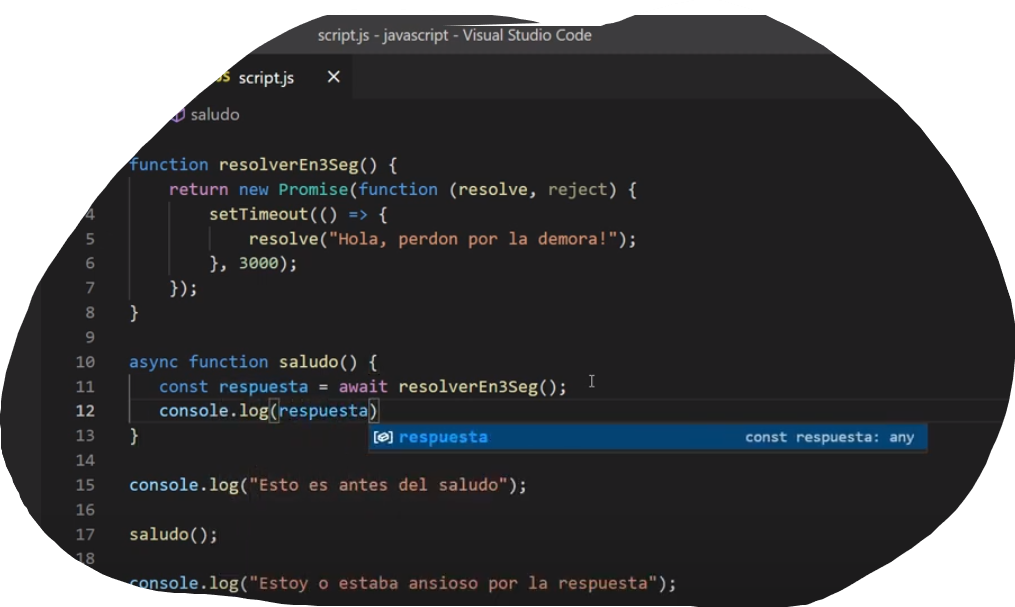 script.js - javascript - Visual Studio Code
JS script.js ×
saludo
function resolverEn3Seg() {
return new Promise(function (resolve, reject) {
4 setTimeout(() => {
5 resolve("Hola, perdon por la demora!");
6 }, 3000);
7 });
8 }
9
10 async function saludo() {
11 const respuesta = await resolverEn3Seg();
12 console.log(respuesta)
13 }
respuesta const respuesta: any
14
15 console.log("Esto es antes del saludo");
16
17 saludo();
18
console.log("Estoy o estaba ansioso por la respuesta");